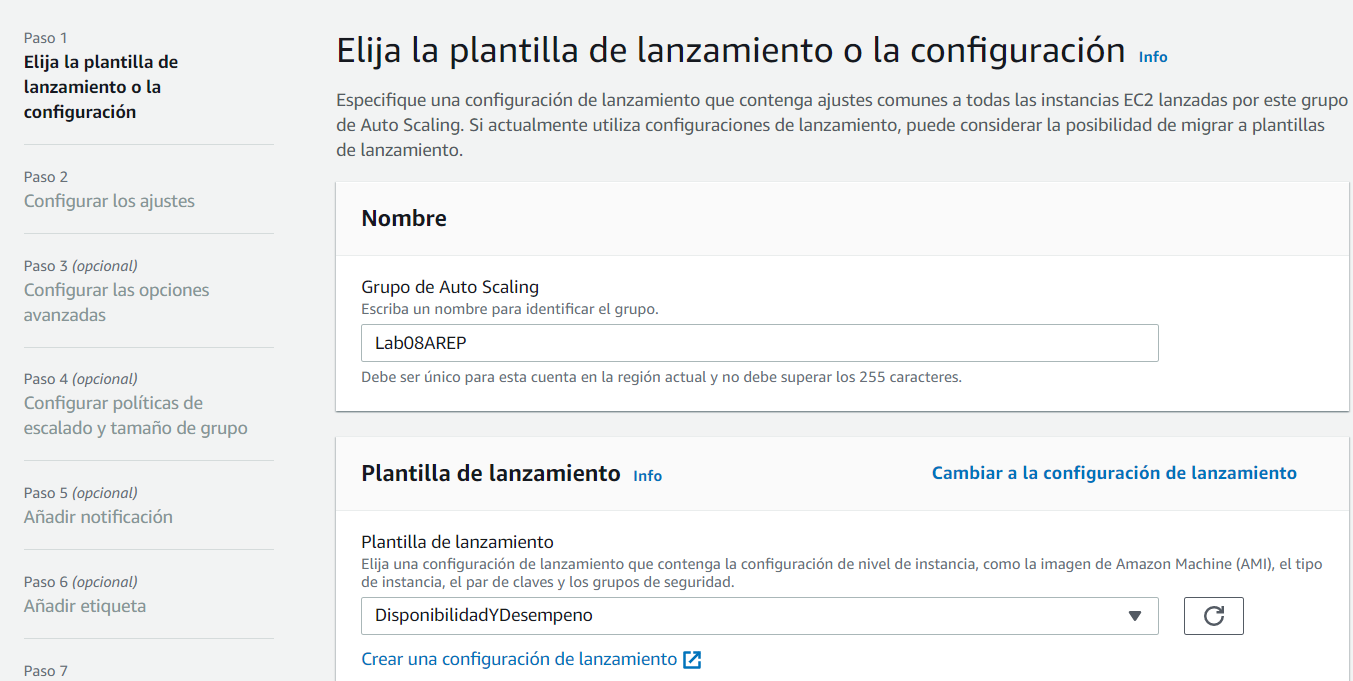 Paso 1
Elija la plantilla de
lanzamiento o la
configuración
Paso 2
Configurar los ajustes
Paso 3 (opcional)
Configurar las opciones
avanzadas
Paso 4 (opcional)
Configurar políticas de
escalado y tamaño de grupo
Paso 5 (opcional)
Añadir notificación
Paso 6 (opcional)
Añadir etiqueta
Paso 7
Elija la plantilla de lanzamiento o la configuración Info
Especifique una configuración de lanzamiento que contenga ajustes comunes a todas las instancias EC2 lanzadas por este grupo
de Auto Scaling. Si actualmente utiliza configuraciones de lanzamiento, puede considerar la posibilidad de migrar a plantillas
de lanzamiento.
Nombre
Grupo de Auto Scaling
Escriba un nombre para identificar el grupo.
Lab08AREP
Debe ser único para esta cuenta en la región actual y no debe superar los 255 caracteres.
Plantilla de lanzamiento Info
Cambiar a la configuración de lanzamiento
Plantilla de lanzamiento
Elija una configuración de lanzamiento que contenga la configuración de nivel de instancia, como la imagen de Amazon Machine (AMI), el tipo
de instancia, el par de claves y los grupos de seguridad.
DisponibilidadYDesempeno
Crear una configuración de lanzamiento